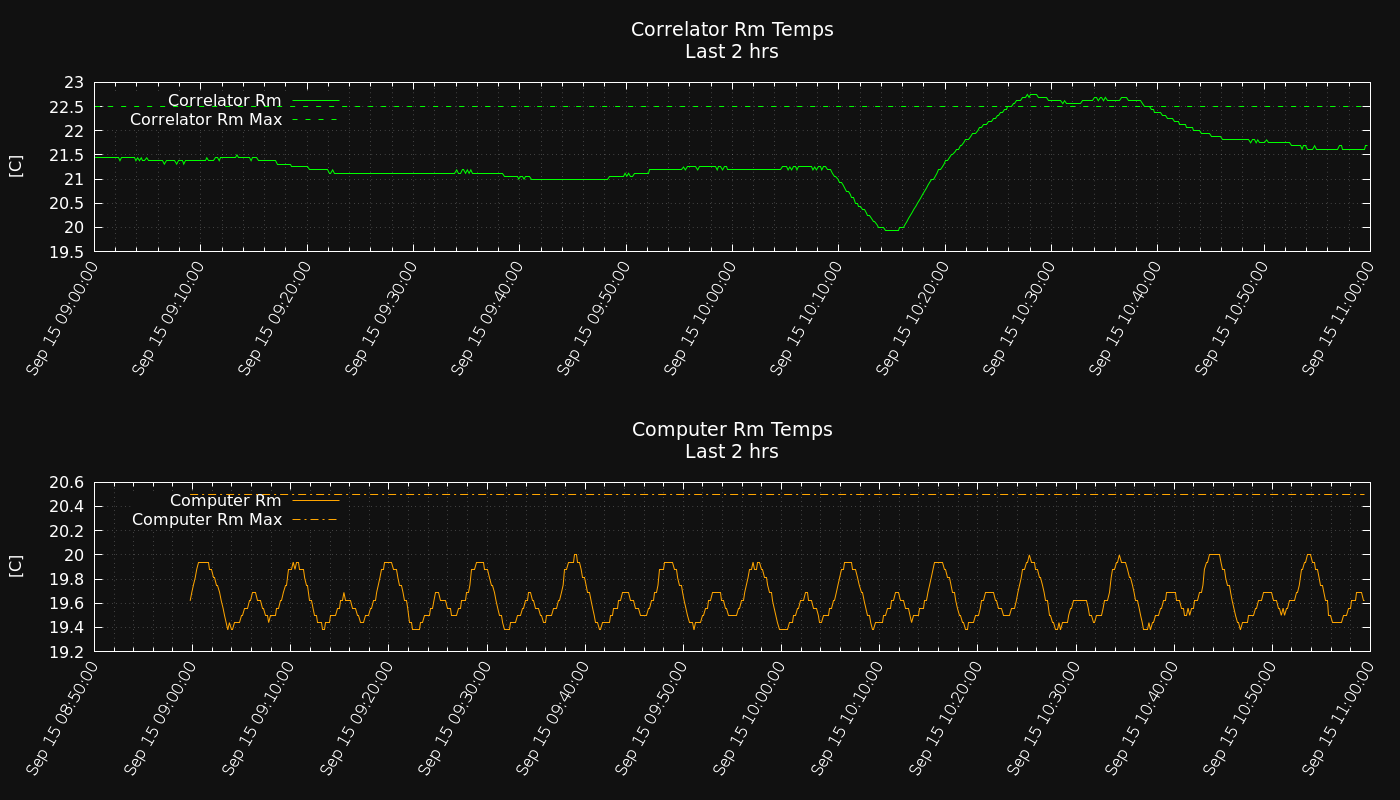 Correlator Rm Temps
Last 2 hrs
23
22.5
22
21.5
21
20.5
20
19.5
[C]
Correlator Rm
Correlator Rm Max
Sep 15 09:00:00
Sep 15 09:10:00
Sep 15 09:20:00
Sep 15 09:30:00
Sep 15 09:40:00
Sep 15 09:50:00
Sep 15 10:00:00
Sep 15 10:10:00
Sep 15 10:20:00
Sep 15 10:30:00
Sep 15 10:40:00
Sep 15 10:50:00
Sep 15 11:00:00
Computer Rm Temps
Last 2 hrs
20.6
20.4
20.2
20
19.8
19.6
19.4
19.2
[C]
Computer Rm
Computer Rm Max
Sep 15 08:50:00
Sep 15 09:00:00
Sep 15 09:10:00
Sep 15 09:20:00
Sep 15 09:30:00
Sep 15 09:40:00
Sep 15 09:50:00
Sep 15 10:00:00
Sep 15 10:10:00
Sep 15 10:20:00
Sep 15 10:30:00
Sep 15 10:40:00
Sep 15 10:50:00
Sep 15 11:00:00